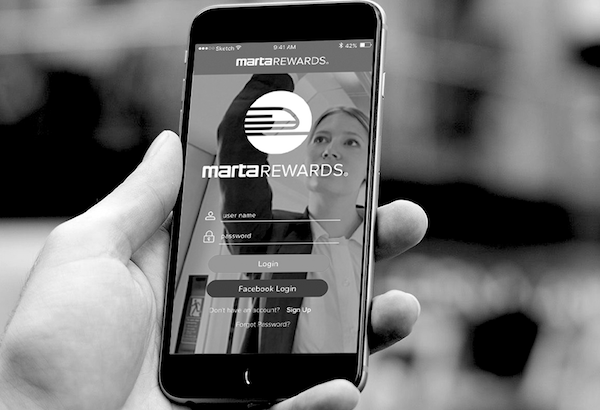 Sketch 9:41 AM 42%
martaREWARDS®
martaREWARDS®
user name
password
Login
Facebook Login
Don't have an account? Sign Up
Forget Password?